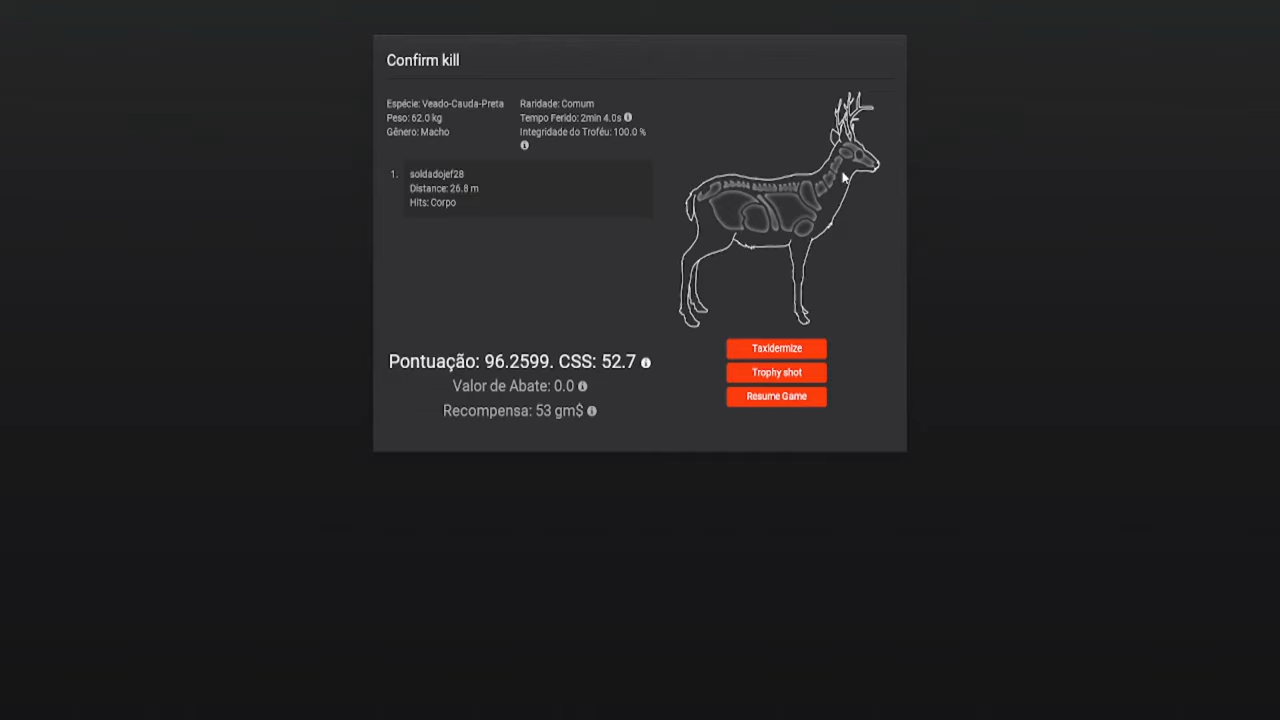 Confirm kill
Espécie: Veado-Cauda-Preta
Peso: 62.0 kg
Gênero: Macho
Raridade: Comum
Tempo Ferido: 2min 4.0s
Integridade do Troféu: 100.0 %
1. soldadojef28
Distance: 26.8 m
Hits: Corpo
Pontuação: 96.2599. CSS: 52.7
Valor de Abate: 0.0
Recompensa: 53 gm$
Taxidermize
Trophy shot
Resume Game